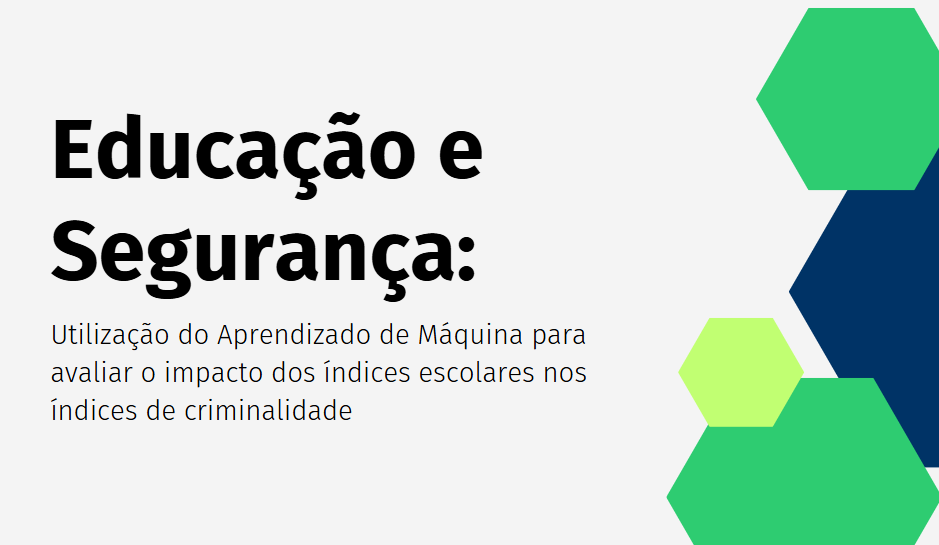 Educação e
Segurança:
Utilização do Aprendizado de Máquina para
avaliar o impacto dos índices escolares nos
índices de criminalidade